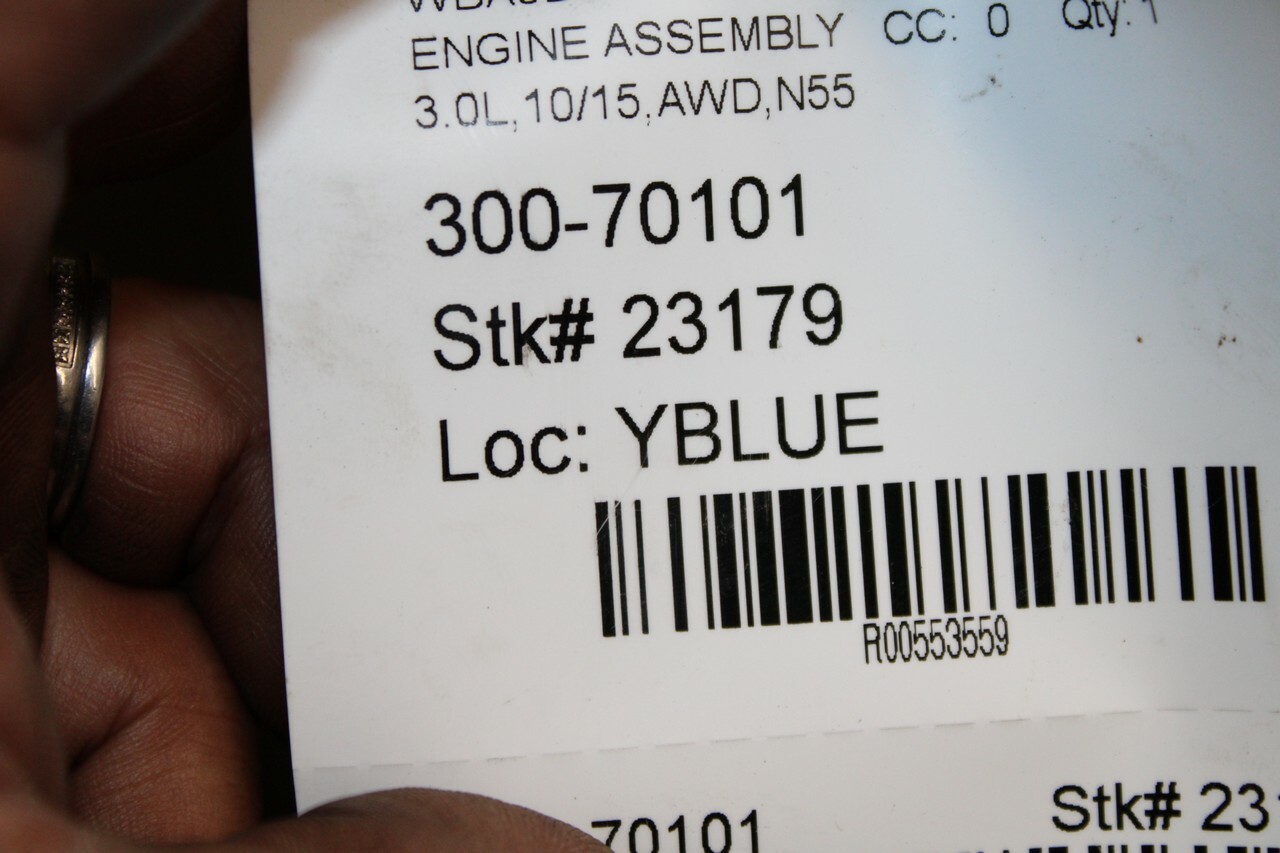 ENGINE ASSEMBLY CC: 0 Qty: 1
3.0L,10/15,AWD,N55
300-70101
Stk# 23179
Loc: YBLUE
R00553559
70101 Stk# 231